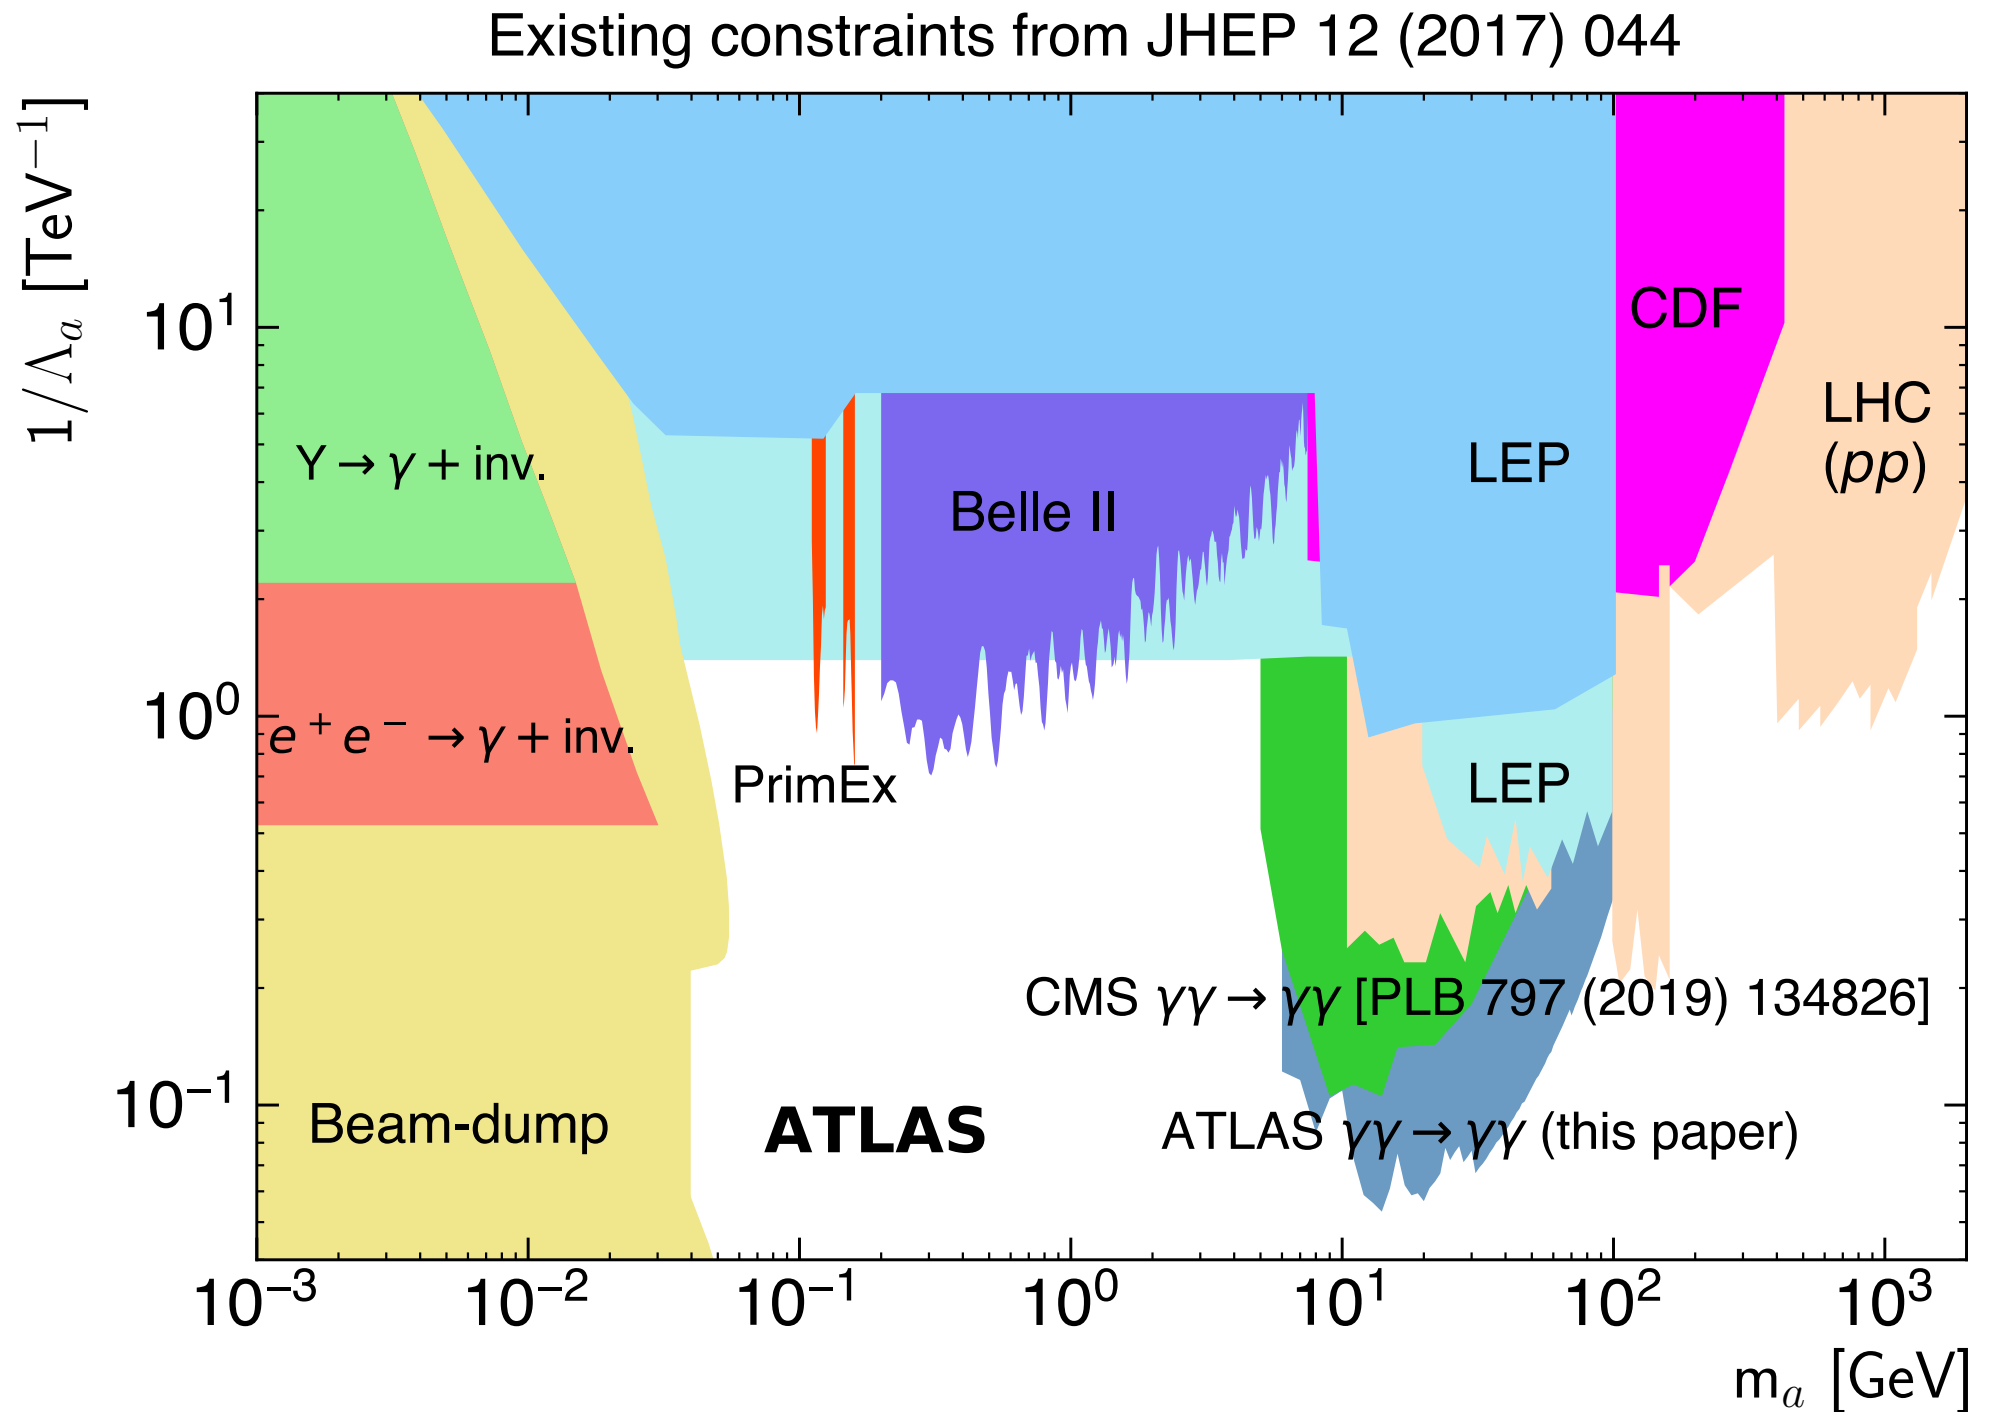 Existing constraints from JHEP 12 (2017) 044
1/Λₐ [TeV⁻¹]
10¹
10⁰
10⁻¹
CDF
LHC
(pp)
Υ → γ + inv.
LEP
Belle II
e⁺e⁻ → γ + inv.
PrimEx
LEP
CMS γγ → γγ [PLB 797 (2019) 134826]
Beam-dump
ATLAS
ATLAS γγ → γγ (this paper)
10⁻³ 10⁻² 10⁻¹ 10⁰ 10¹ 10² 10³
mₐ [GeV]